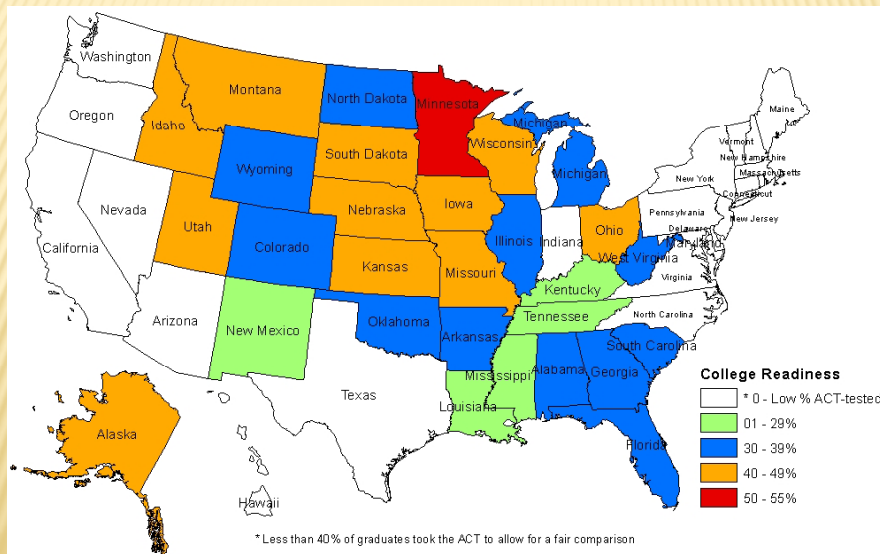 Washington
Maine
Montana
North Dakota
Minnesota
Michigan
Oregon
Idaho
Vermont
New Hampshire
Wisconsin
South Dakota
Massachusetts
New York
Michigan
Connecticut
Wyoming
Nevada
Nebraska
Iowa
Pennsylvania
New Jersey
Utah
Ohio
Delaware
Illinois
Indiana
Maryland
California
Colorado
West Virginia
Kansas
Missouri
Virginia
Kentucky
Arizona
New Mexico
Oklahoma
Tennessee
North Carolina
Arkansas
South Carolina
Mississippi
Alabama
Georgia
Texas
Louisiana
Alaska
Florida
Hawaii
College Readiness
* 0 - Low % ACT-tested
01 - 29%
30 - 39%
40 - 49%
50 - 55%
* Less than 40% of graduates took the ACT to allow for a fair comparison